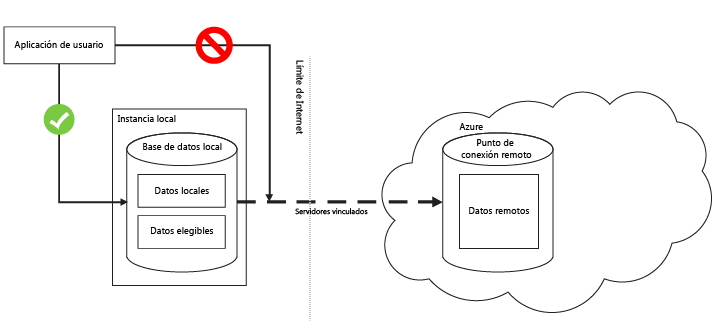 Aplicación de usuario
Límite de Internet
Instancia local
Base de datos local
Datos locales
Datos elegibles
Servidores vinculados
Azure
Punto de
conexión remoto
Datos remotos